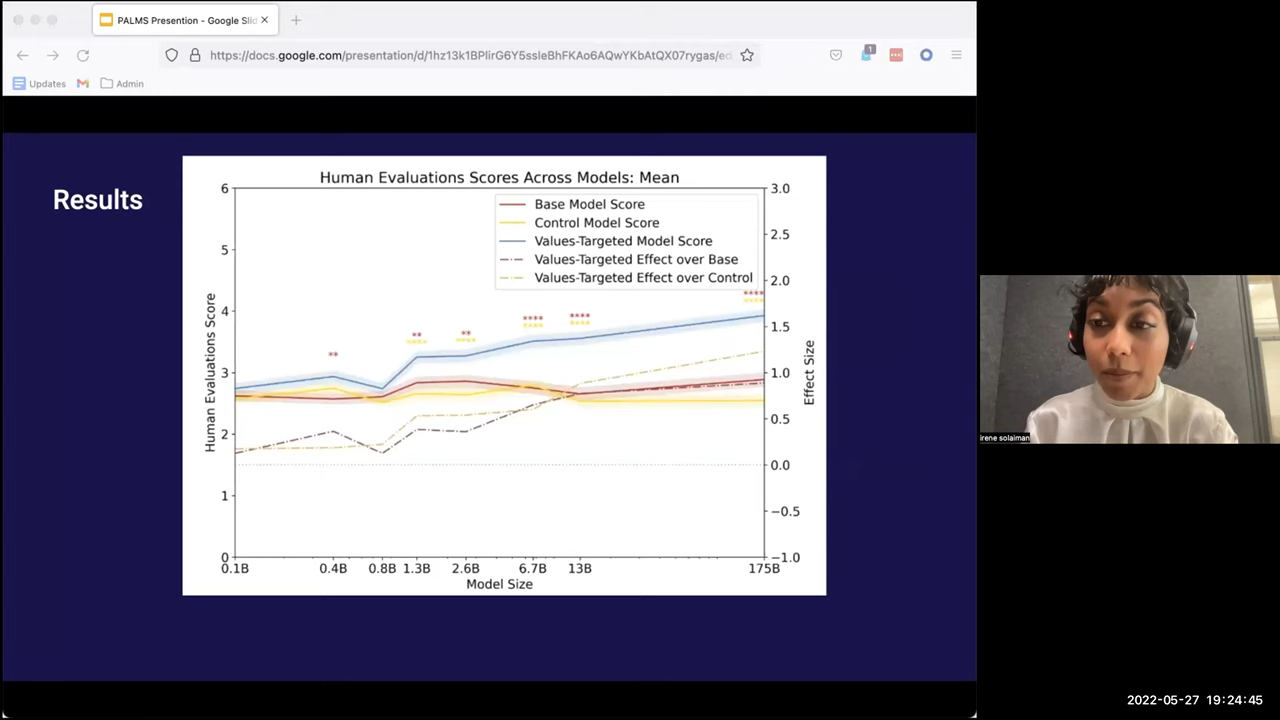 PALMS Presention - Google Slid
https://docs.google.com/presentation/d/1hz13k1BPlirG6Y5ssleBhFKAo6AQwYKbAtQX07rygas/ed
1
Updates
Admin
Results
Human Evaluations Scores Across Models: Mean
Base Model Score
Control Model Score
Values-Targeted Model Score
Values-Targeted Effect over Base
Values-Targeted Effect over Control
Human Evaluations Score
6
5
4
3
2
1
0
3.0
2.5
2.0
1.5
1.0
0.5
0.0
−0.5
−1.0
Effect Size
** ** ** **** **** ****
**** **** **** **** ****
0.1B 0.4B 0.8B 1.3B 2.6B 6.7B 13B 175B
Model Size
irene solaiman
2022-05-27 19:24:45